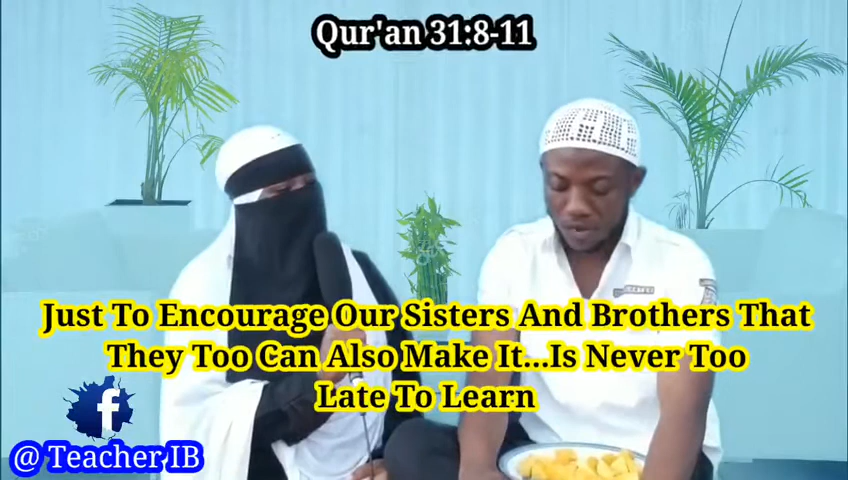 Qur'an 31:8-11
Just To Encourage Our Sisters And Brothers That
They Too Can Also Make It...Is Never Too
Late To Learn
f
@ Teacher IB